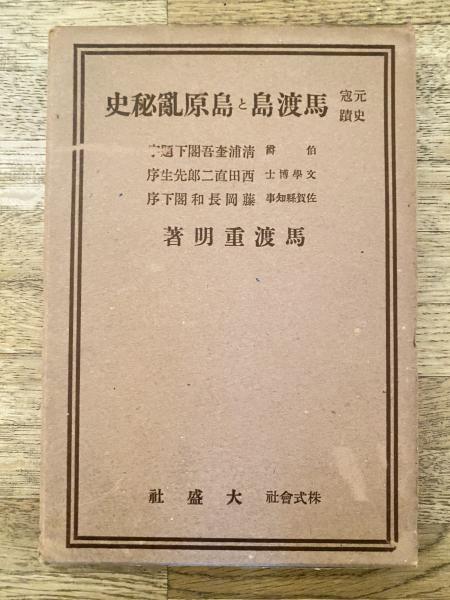 元寇
史蹟
馬渡島と島原亂秘史
伯爵 清浦奎吾閣下題字
文學博士 西田直二郎先生序
佐賀縣知事 藤岡長和閣下序
馬渡重明著
株式會社 大盛社